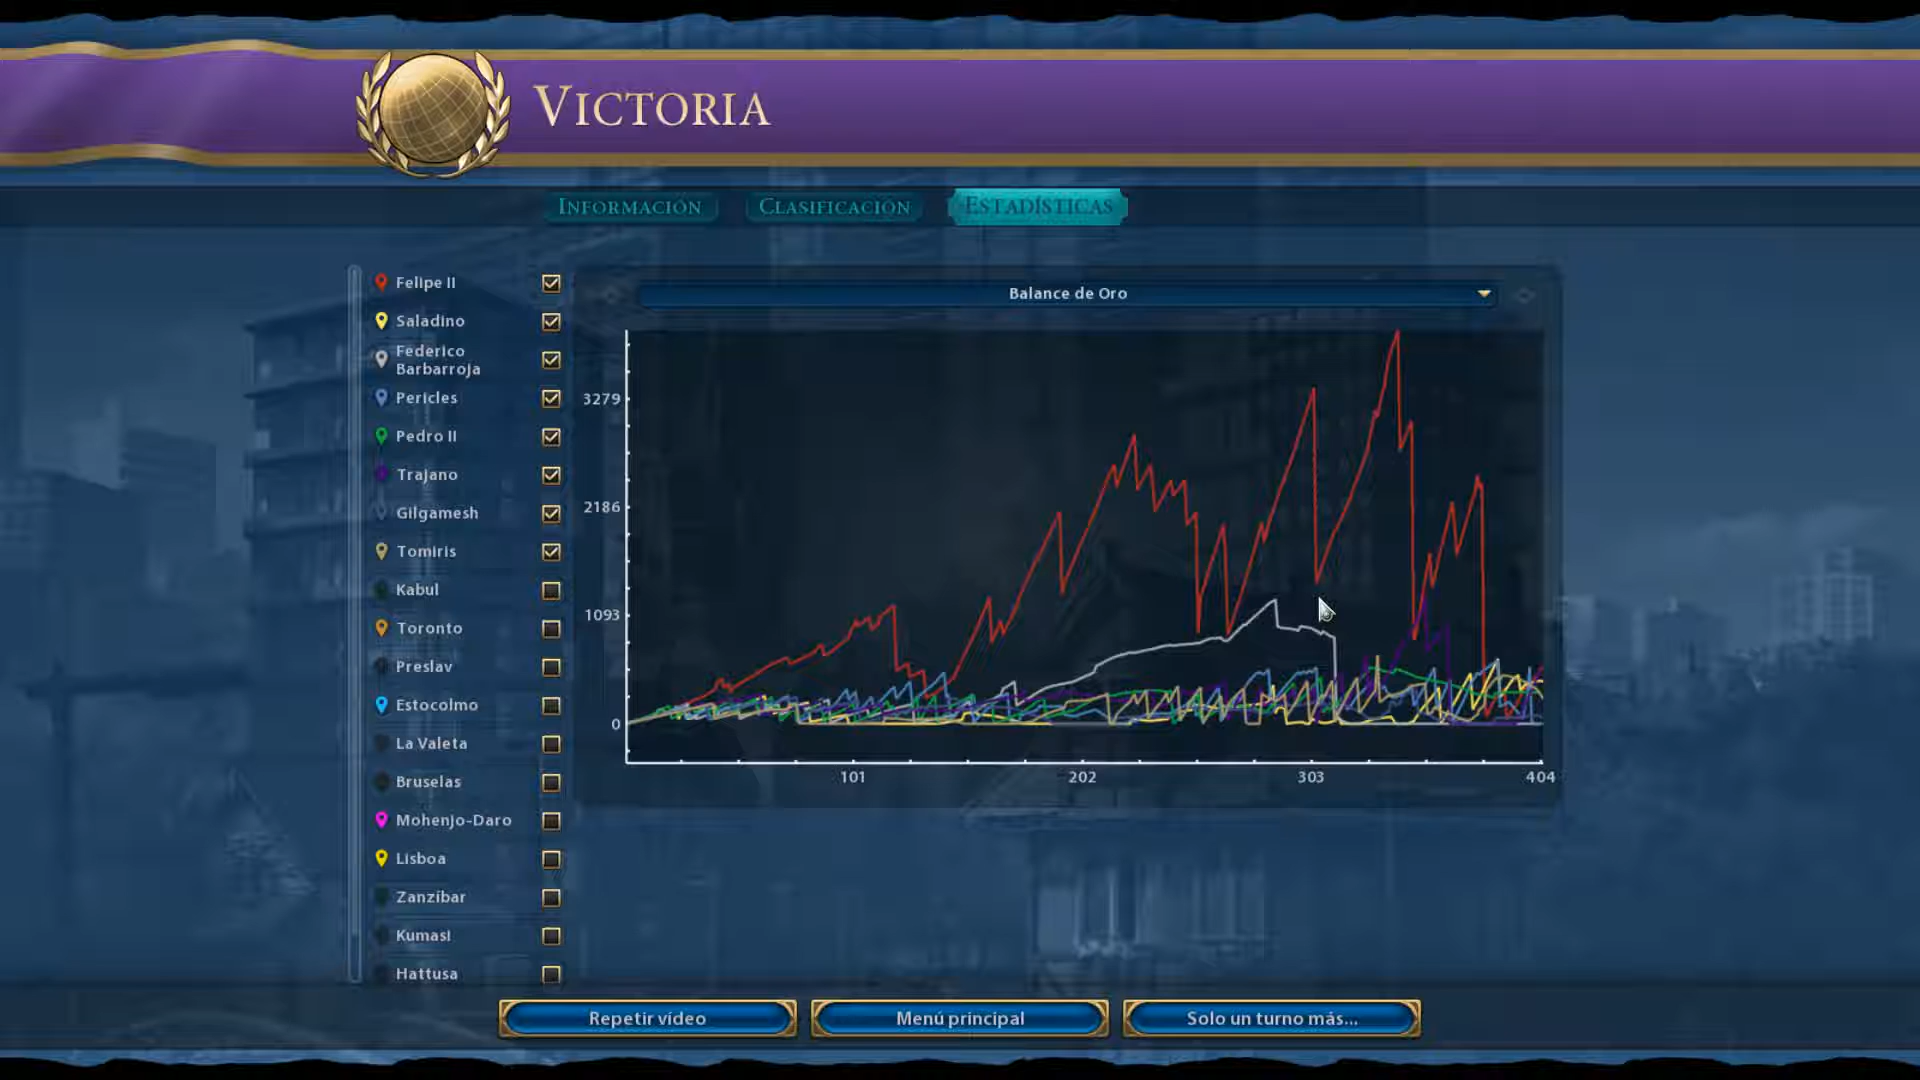 VICTORIA
INFORMACIÓN
CLASIFICACIÓN
ESTADÍSTICAS
Felipe II
Saladino
Federico
Barbarroja
Pericles
Pedro II
Trajano
Gilgamesh
Tomiris
Kabul
Toronto
Preslav
Estocolmo
La Valeta
Bruselas
Mohenjo-Daro
Lisboa
Zanzíbar
Kumasi
Hattusa
Balance de Oro
3279
2186
1093
0
101
202
303
404
Repetir vídeo
Menú principal
Solo un turno más...